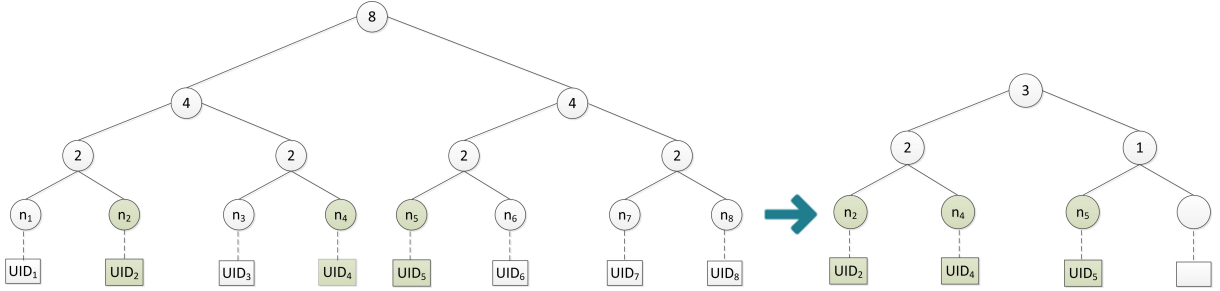 8
4 4 3
2 2 2 2 2 1
n₁ n₂ n₃ n₄ n₅ n₆ n₇ n₈ n₂ n₄ n₅
UID₁ UID₂ UID₃ UID₄ UID₅ UID₆ UID₇ UID₈ UID₂ UID₄ UID₅